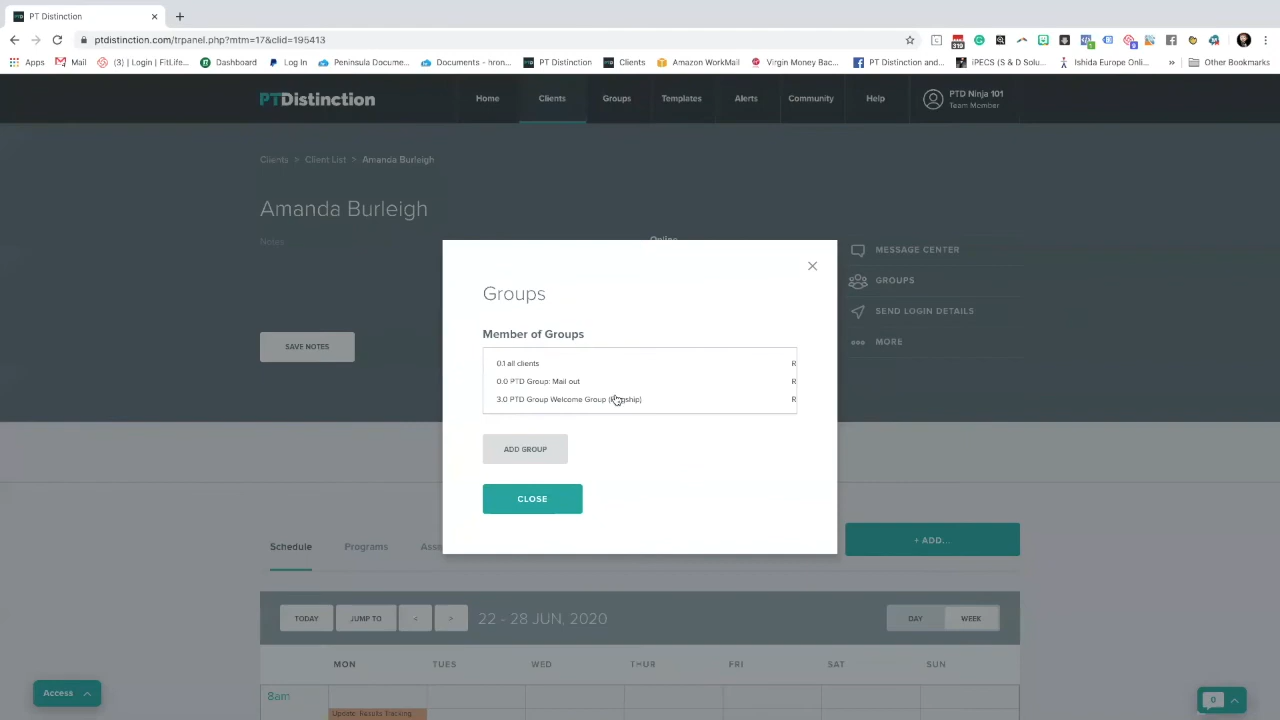 PT Distinction
ptdistinction.com/trpanel.php?mtm=17&clid=195413
319
Apps Mail (3) | Login | FitLife... Dashboard Log In Peninsula Docume... Documents - hron... PT Distinction Clients Amazon WorkMail Virgin Money Bac... PT Distinction and... iPECS (S & D Solu... Ishida Europe Onli... » Other Bookmarks
PTDistinction
Home Clients Groups Templates Alerts Community Help
PTD Ninja 101
Team Member
Clients > Client List > Amanda Burleigh
Amanda Burleigh
Notes
Online
MESSAGE CENTER
GROUPS
SEND LOGIN DETAILS
MORE
SAVE NOTES
Groups
Member of Groups
0.1 all clients R
0.0 PTD Group: Mail out R
3.0 PTD Group Welcome Group R
ADD GROUP
CLOSE
Schedule Programs Asse
+ ADD...
TODAY JUMP TO < > 22 - 28 JUN, 2020 DAY WEEK
MON TUES WED THUR FRI SAT SUN
8am
Update: Results Tracking
Access
0